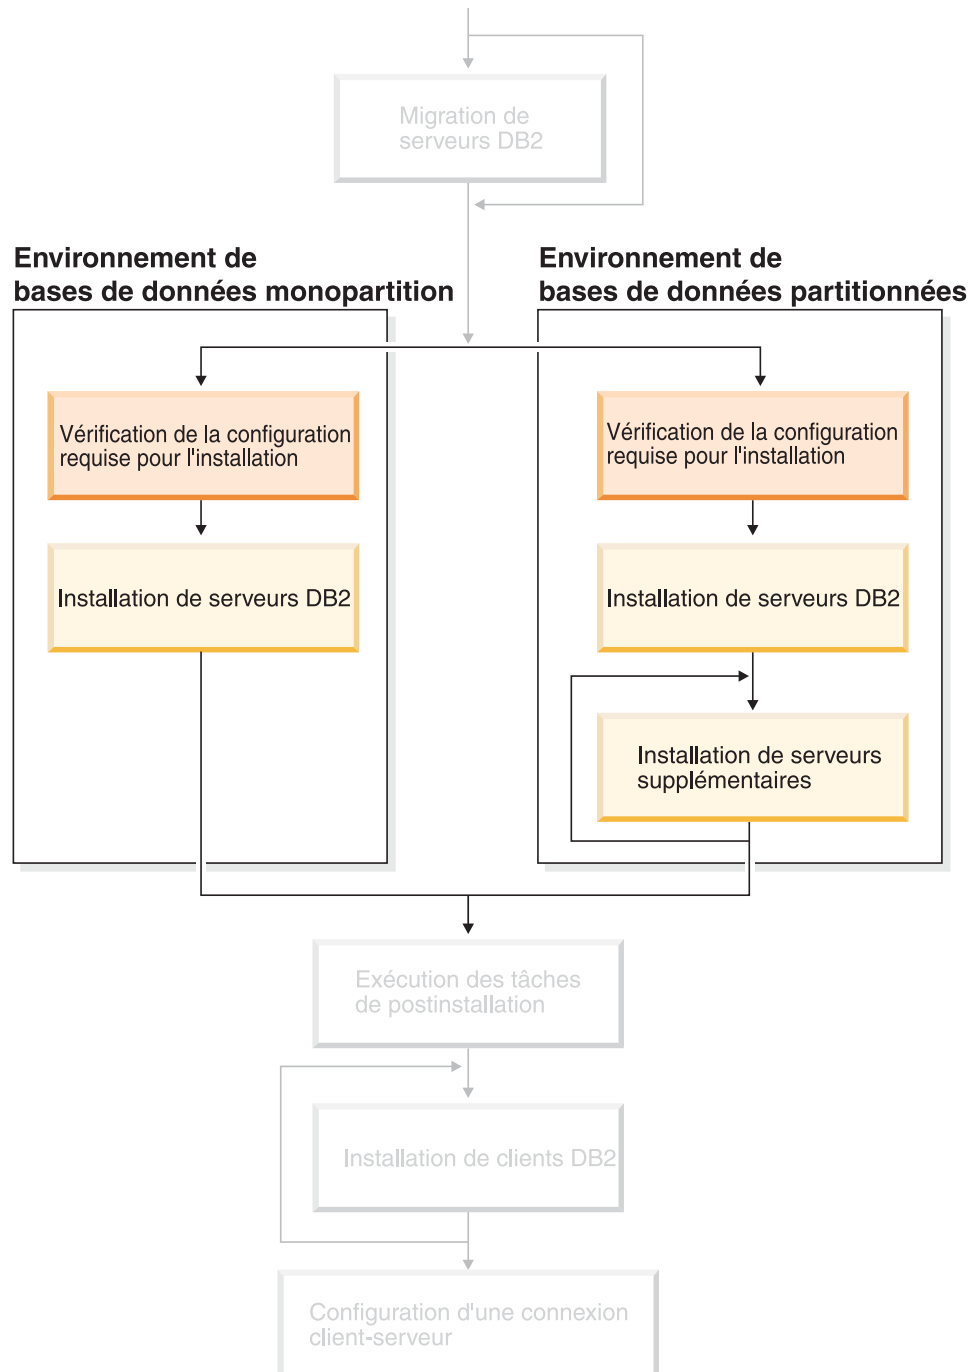 Migration de
serveurs DB2
Environnement de
bases de données monopartition
Environnement de
bases de données partitionnées
Vérification de la configuration
requise pour l'installation
Vérification de la configuration
requise pour l'installation
Installation de serveurs DB2
Installation de serveurs DB2
Installation de serveurs
supplémentaires
Exécution des tâches
de postinstallation
Installation de clients DB2
Configuration d'une connexion
client-serveur